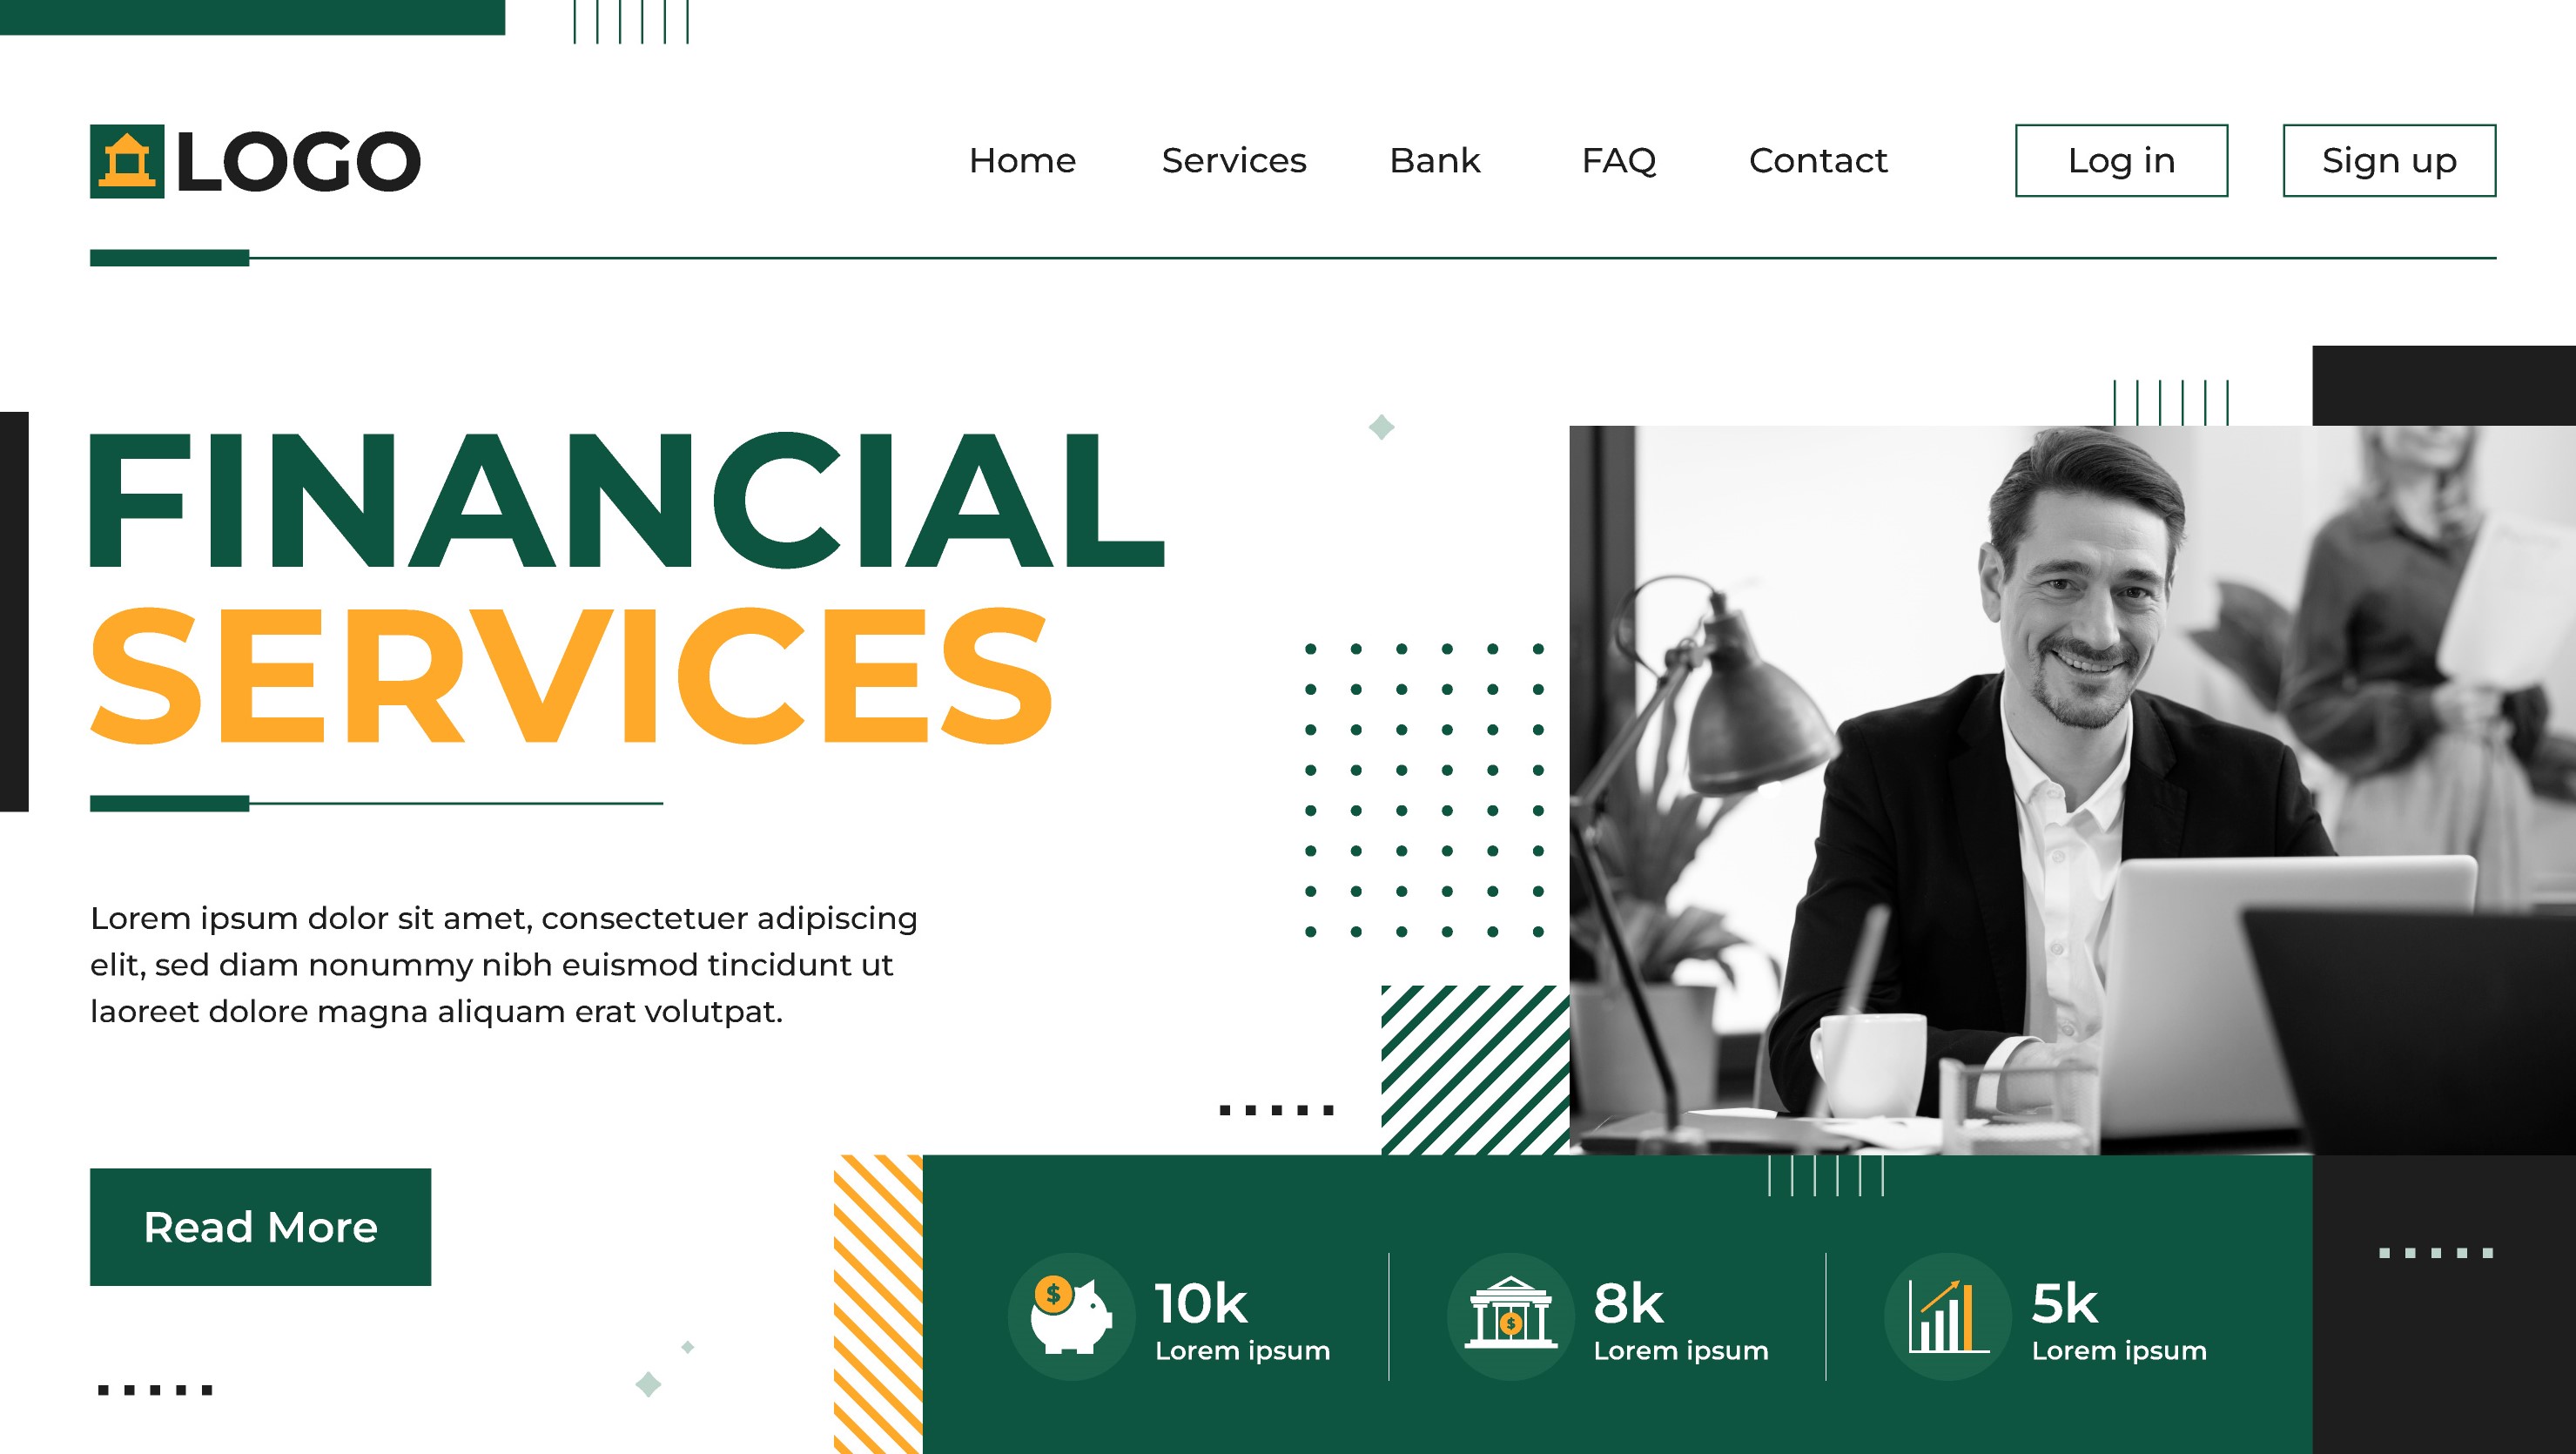 LOGO
Home Services Bank FAQ Contact Log in Sign up
FINANCIAL
SERVICES
Lorem ipsum dolor sit amet, consectetuer adipiscing
elit, sed diam nonummy nibh euismod tincidunt ut
laoreet dolore magna aliquam erat volutpat.
Read More
$
10k
Lorem ipsum
$
8k
Lorem ipsum
5k
Lorem ipsum